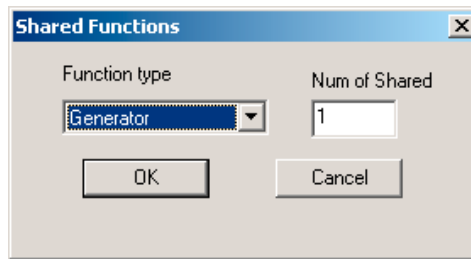 Shared Functions
Function type
Num of Shared
Generator
1
OK
Cancel